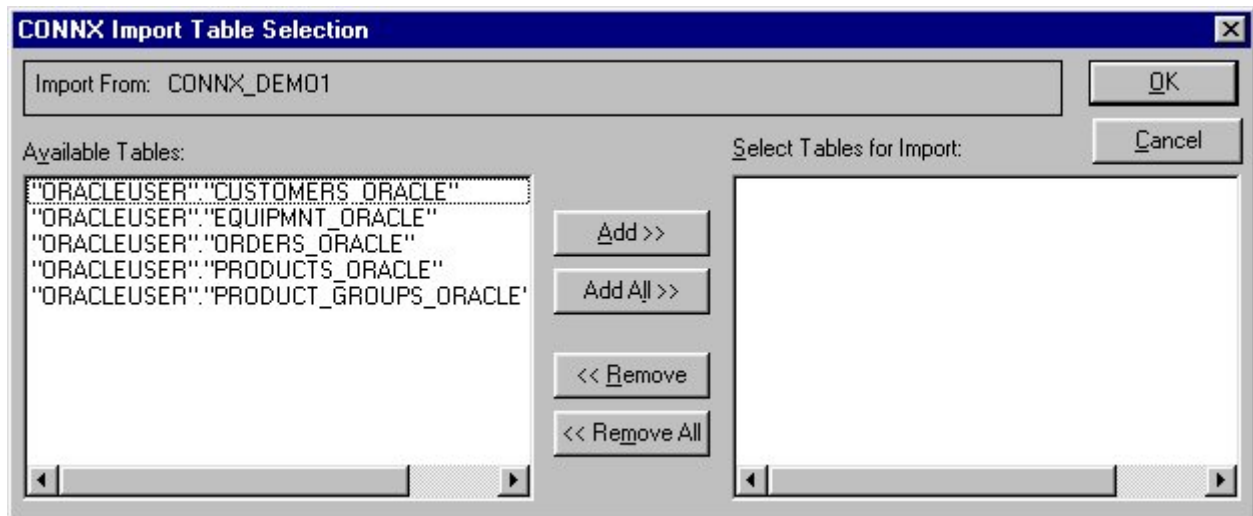 CONNX Import Table Selection
Import From: CONNX_DEMO1
OK
Cancel
Available Tables:
Select Tables for Import:
"ORACLEUSER"."CUSTOMERS_ORACLE"
"ORACLEUSER"."EQUIPMNT_ORACLE"
"ORACLEUSER"."ORDERS_ORACLE"
"ORACLEUSER"."PRODUCTS_ORACLE"
"ORACLEUSER"."PRODUCT_GROUPS_ORACLE'
Add >>
Add All >>
<< Remove
<< Remove All